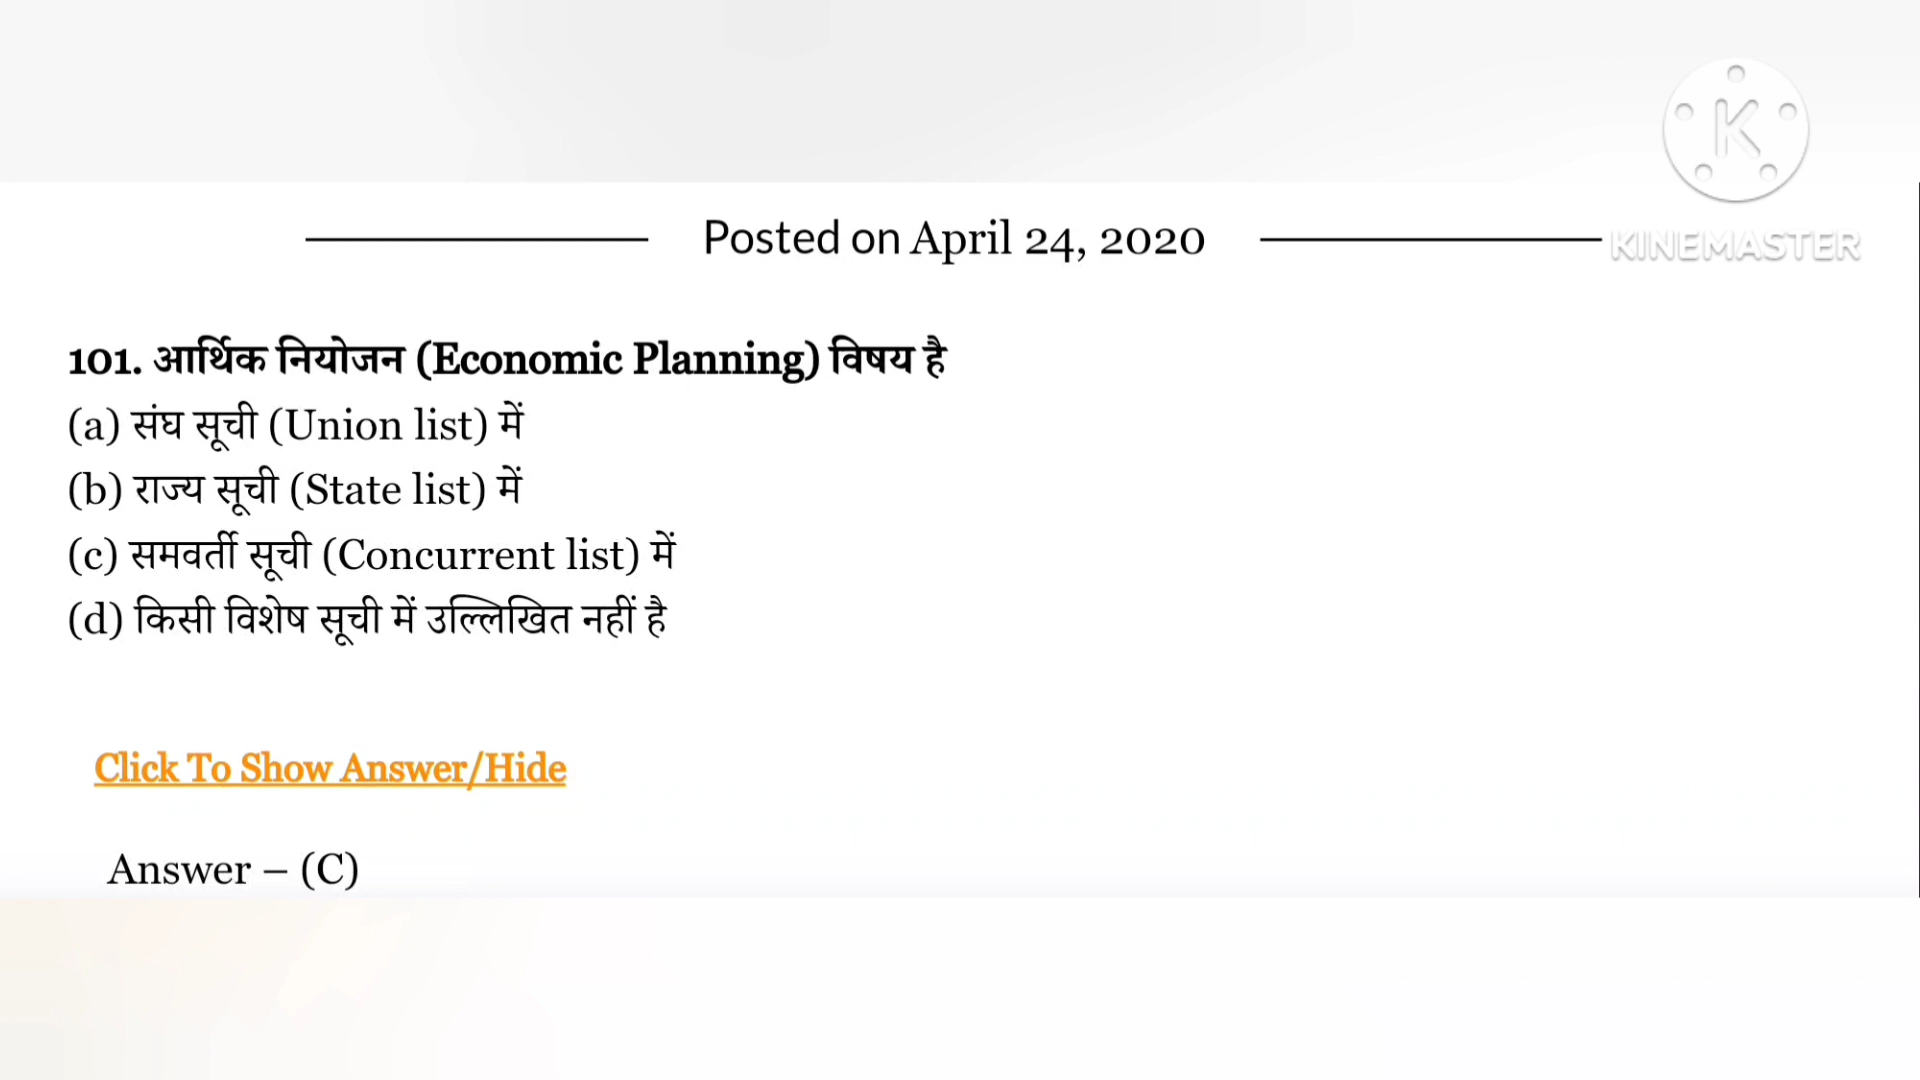 KINEMASTER
Posted on April 24, 2020
101. आर्थिक नियोजन (Economic Planning) विषय है
(a) संघ सूची (Union list) में
(b) राज्य सूची (State list) में
(c) समवर्ती सूची (Concurrent list) में
(d) किसी विशेष सूची में उल्लिखित नहीं है
Click To Show Answer/Hide
Answer – (C)